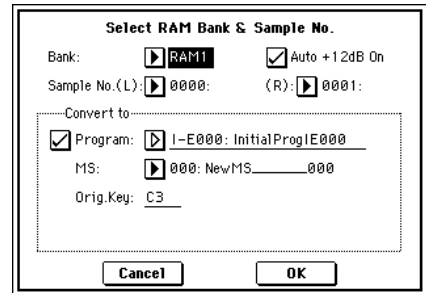 Select RAM Bank & Sample No.
Bank: RAM1 Auto +12dB On
Sample No.(L): 0000: (R): 0001:
Convert to
Program: I-E000: InitialProgIE000
MS: 000: NewMS_______000
Orig.Key: C3
Cancel OK